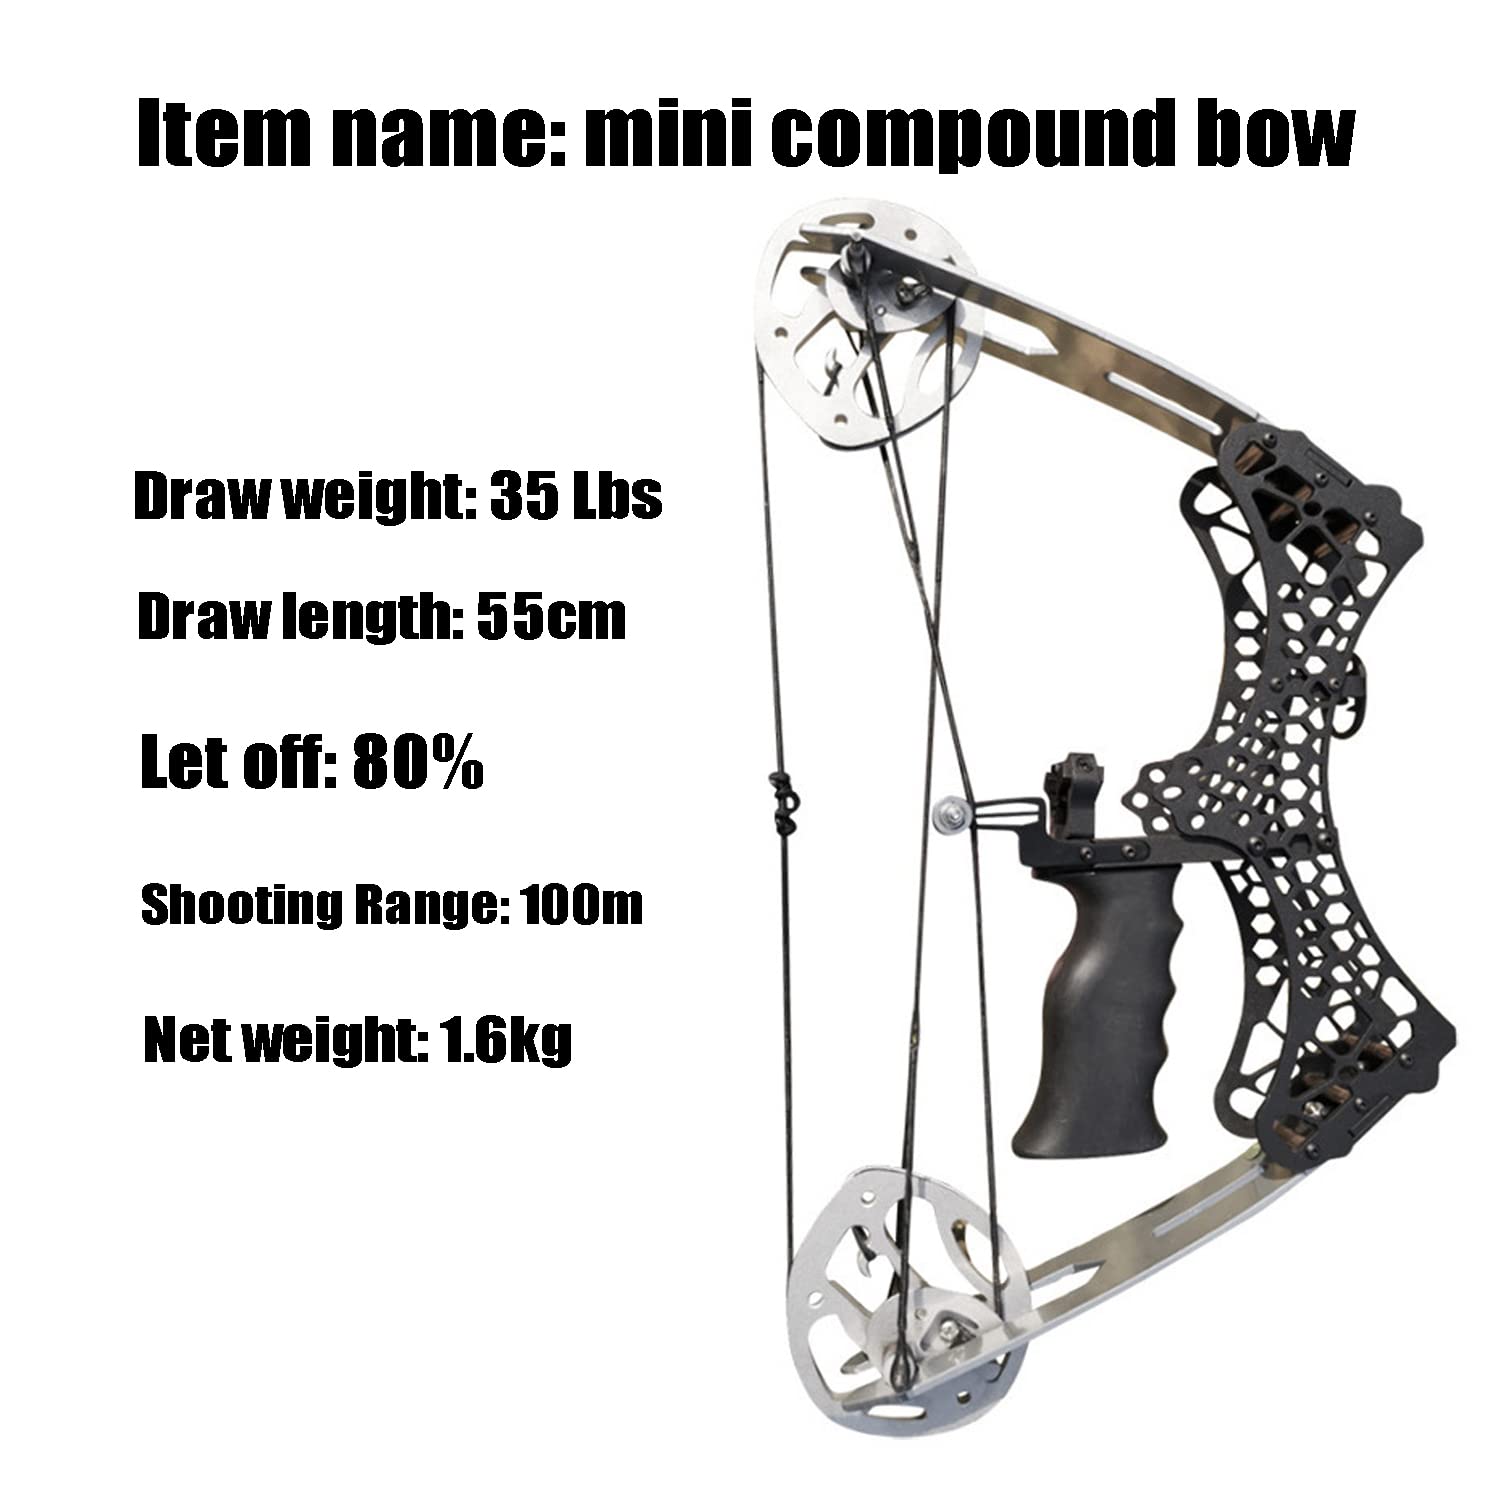 Item name: mini compound bow
Draw weight: 35 Lbs
Draw length: 55cm
Let off: 80%
Shooting Range: 100m
Net weight: 1.6kg